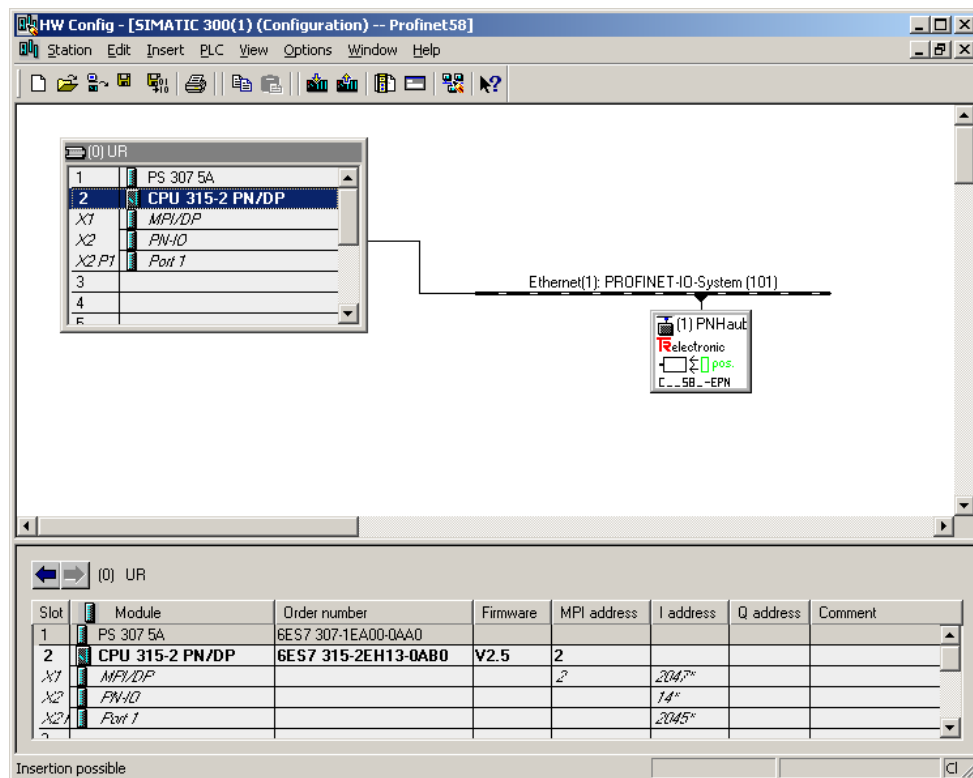 HW Config - [SIMATIC 300(1) (Configuration) -- Profinet58]
Station Edit Insert PLC View Options Window Help
(0) UR
1 PS 307 5A
2 CPU 315-2 PN/DP
X1 MPI/DP
X2 PN-IO
X2 P1 Port 1
3
4
5
Ethernet(1): PROFINET-IO-System (101)
(1) PNHaub
TR electronic
pos.
C__58_-EPN
(0) UR
Slot Module Order number Firmware MPI address I address Q address Comment
1 PS 307 5A 6ES7 307-1EA00-0AA0
2 CPU 315-2 PN/DP 6ES7 315-2EH13-0AB0 V2.5 2
X1 MPI/DP 2 2047*
X2 PN-IO 14*
X2 Port 1 2045*
3
Insertion possible